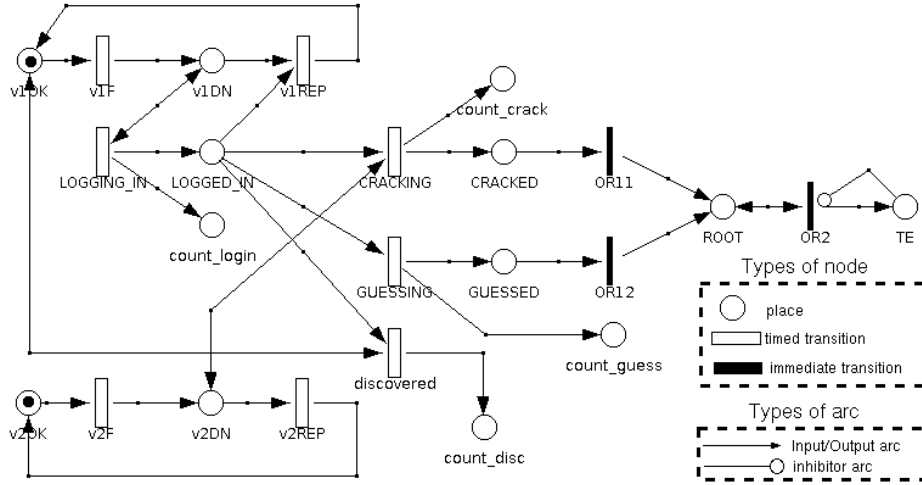 v1OK v1F v1DN v1REP
count_crack
LOGGING_IN LOGGED_IN CRACKING CRACKED OR11
count_login
ROOT OR2 TE
GUESSING GUESSED OR12
discovered
count_guess
v2OK v2F v2DN v2REP
count_disc
Types of node
place
timed transition
immediate transition
Types of arc
Input/Output arc
inhibitor arc